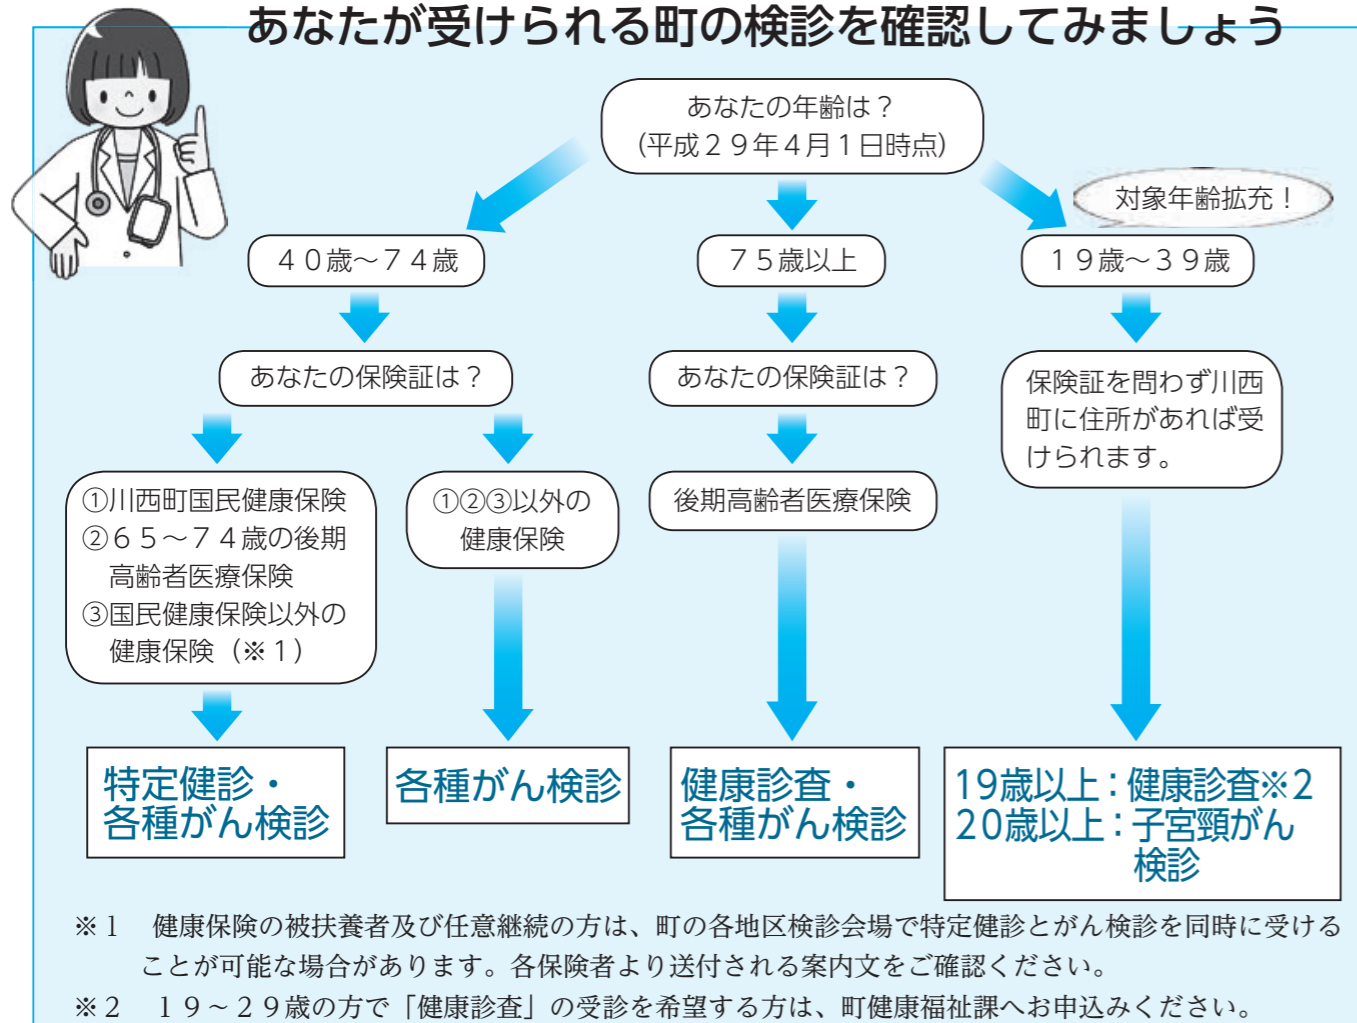 あなたが受けられる町の検診を確認してみましょう
あなたの年齢は？
(平成２９年４月１日時点)
対象年齢拡充！
４０歳～７４歳
７５歳以上
１９歳～３９歳
あなたの保険証は？
あなたの保険証は？
保険証を問わず川西
町に住所があれば受
けられます。
①川西町国民健康保険
②６５～７４歳の後期
高齢者医療保険
③国民健康保険以外の
健康保険（※１）
①②③以外の
健康保険
後期高齢者医療保険
特定健診・
各種がん検診
各種がん検診
健康診査・
各種がん検診
19歳以上：健康診査※２
20歳以上：子宮頸がん
検診
※１　健康保険の被扶養者及び任意継続の方は、町の各地区検診会場で特定健診とがん検診を同時に受ける
ことが可能な場合があります。各保険者より送付される案内文をご確認ください。
※２　１９～２９歳の方で「健康診査」の受診を希望する方は、町健康福祉課へお申込みください。